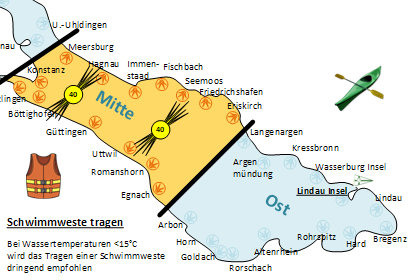 U.-Uhldingen
nau
Meersburg
Hagnau
Immen-
staad
Fischbach
Konstanz
Seemoos
Friedrichshafen
Eriskirch
lingen
Böttighofen
40
Mitte
40
Güttingen
Langenargen
Kressbronn
Uttwil
Argen
mündung
Wasserburg Insel
Romanshorn
Lindau Insel
Lindau
Egnach
Ost
Schwimmweste tragen
Arbon
Bei Wassertemperaturen <15°C
wird das Tragen einer Schwimmweste
dringend empfohlen
Horn
Goldach
Rorschach
Altenrhein
Rohrspitz
Hard
Bregenz